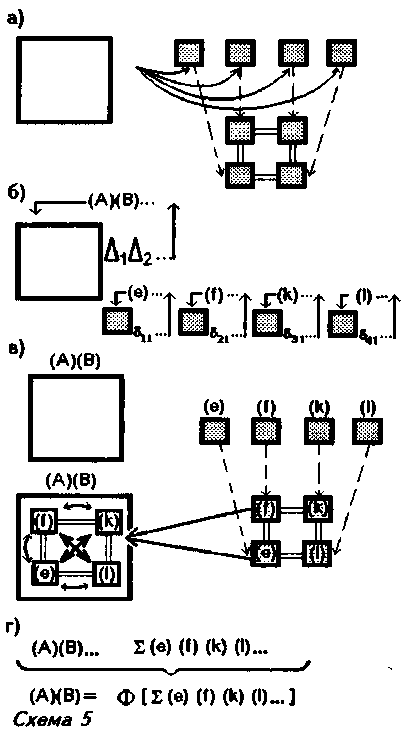 а)
б)
(A)(B)...
Δ₁Δ₂...
(e) ... (f) ... (k) ... (l) ...
δ₁₁... δ₂₁... δ₃₁... δ₄₁...
в)
(A)(B)
(e) (f) (k) (l)
(A)(B)
(f) (k)
(e) (l)
(f) (k)
(e) (l)
г)
(A)(B)... Σ (e) (f) (k) (l)...
(A)(B) = Φ [ Σ (e) (f) (k) (l)... ]
Схема 5